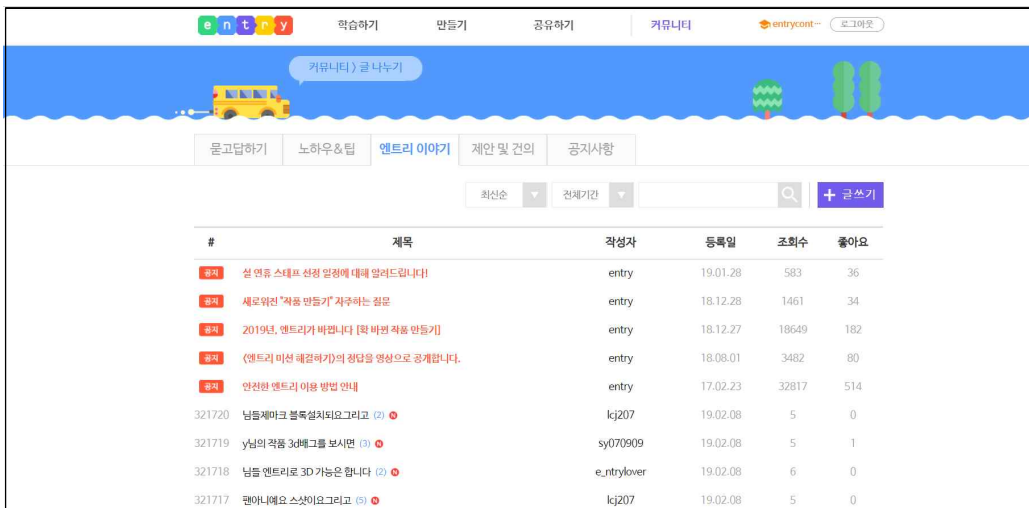 entry 학습하기 만들기 공유하기 커뮤니티 entrycont··· 로그아웃
커뮤니티 > 글 나누기
묻고답하기 노하우&팁 엔트리 이야기 제안 및 건의 공지사항
최신순 전체기간 + 글쓰기
# 제목 작성자 등록일 조회수 좋아요
공지 설 연휴 스태프 선정 일정에 대해 알려드립니다! entry 19.01.28 583 36
공지 새로워진 "작품 만들기" 자주하는 질문 entry 18.12.28 1461 34
공지 2019년, 엔트리가 바뀝니다 [확 바뀐 작품 만들기] entry 18.12.27 18649 182
공지 <엔트리 미션 해결하기>의 정답을 영상으로 공개합니다. entry 18.08.01 3482 80
공지 안전한 엔트리 이용 방법 안내 entry 17.02.23 32817 514
321720 님들제마크 블록설치되요그리고 (2) N lcj207 19.02.08 5 0
321719 y님의 작품 3d배그를 보시면 (3) N sy070909 19.02.08 5 1
321718 님들 엔트리로 3D 가능은 합니다 (2) N e_ntrylover 19.02.08 6 0
321717 팬아니예요 스샷이요그리고 (5) N lcj207 19.02.08 5 0